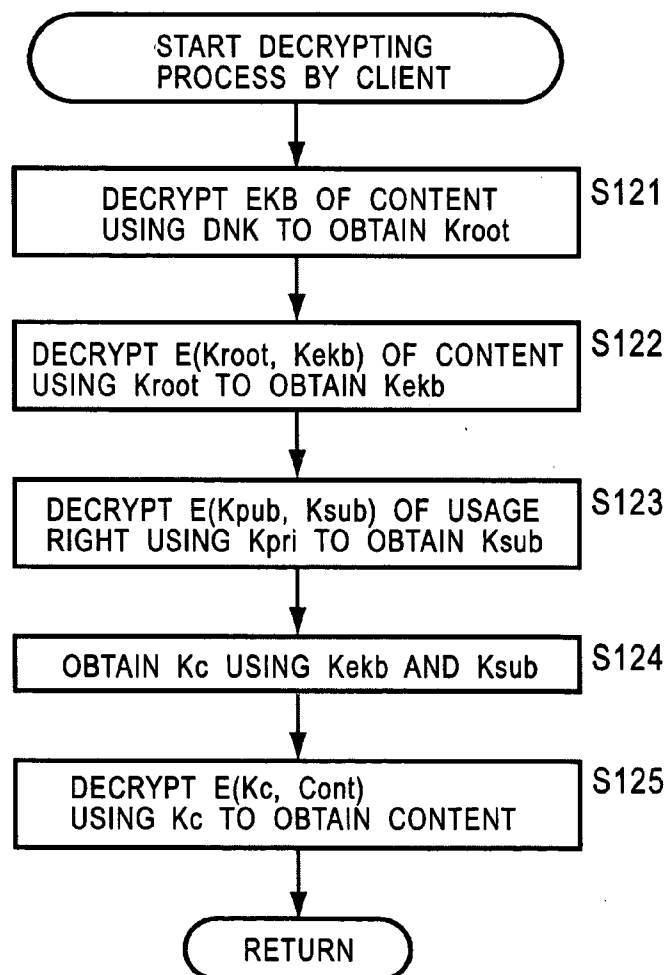 START DECRYPTING
PROCESS BY CLIENT
DECRYPT EKB OF CONTENT
USING DNK TO OBTAIN Kroot
S121
DECRYPT E(Kroot, Kekb) OF CONTENT
USING Kroot TO OBTAIN Kekb
S122
DECRYPT E(Kpub, Ksub) OF USAGE
RIGHT USING Kpri TO OBTAIN Ksub
S123
OBTAIN Kc USING Kekb AND Ksub
S124
DECRYPT E(Kc, Cont)
USING Kc TO OBTAIN CONTENT
S125
RETURN